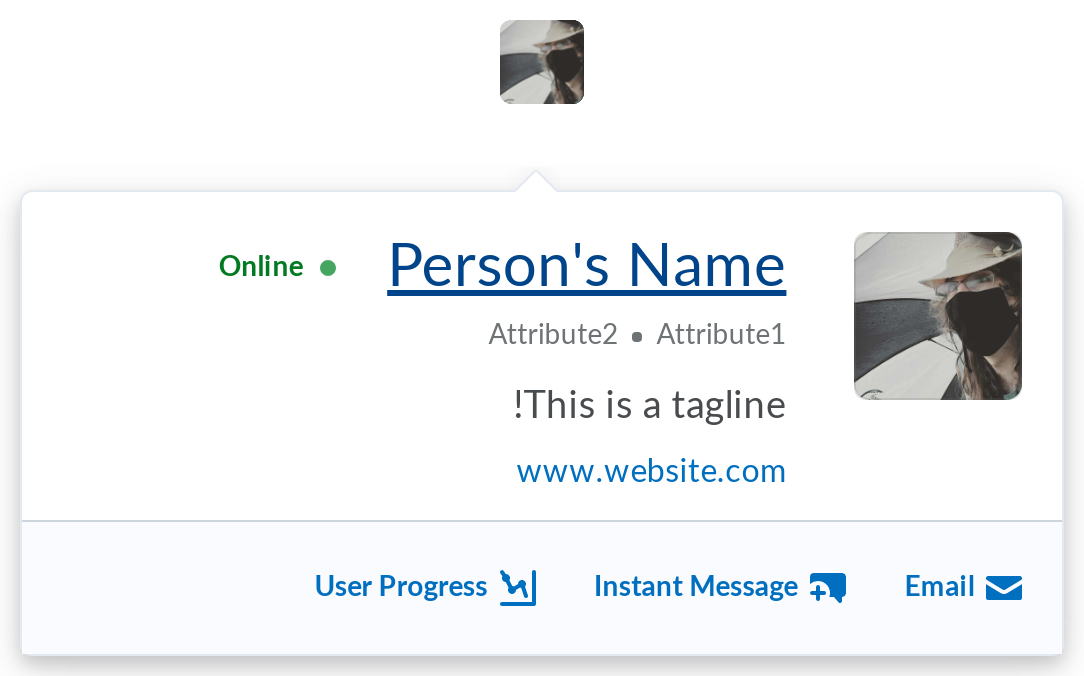 Person's Name Online
Attribute1 • Attribute2
!This is a tagline
www.website.com
Email Instant Message User Progress